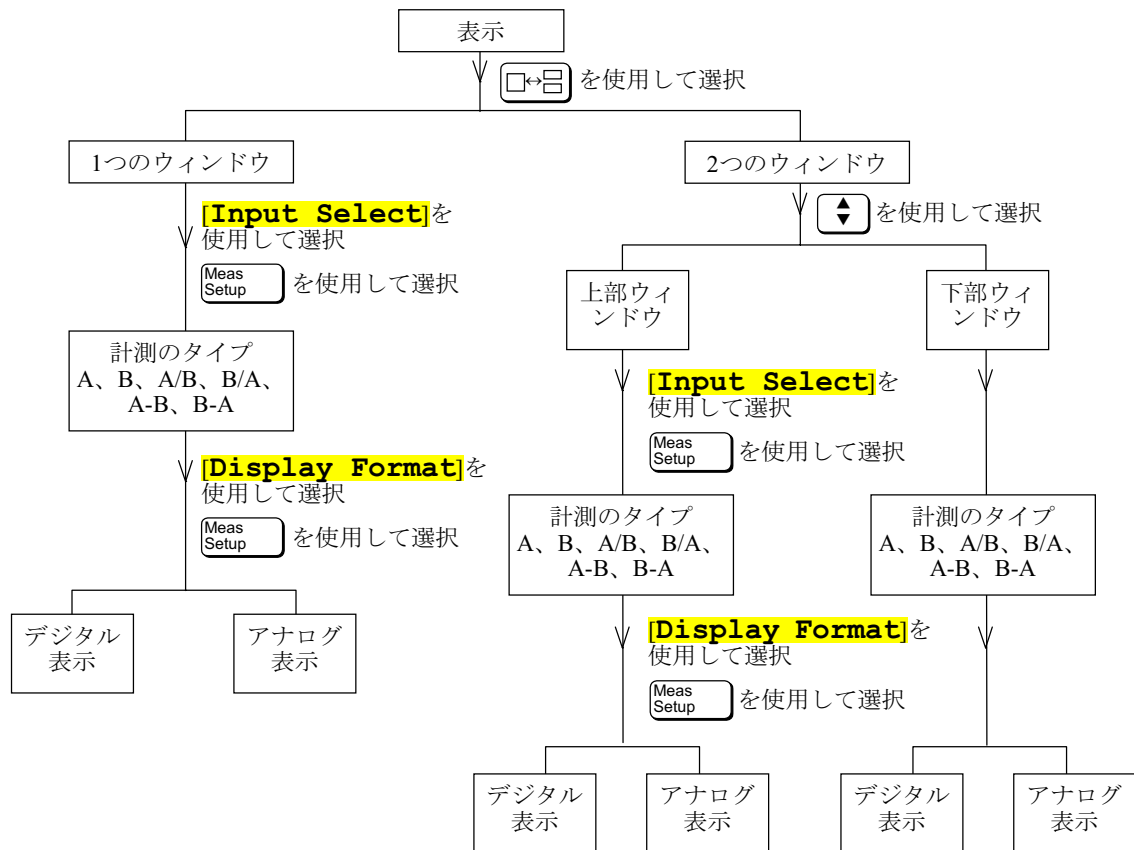 表示
を使用して選択
1つのウィンドウ
2つのウィンドウ
[Input Select]を
使用して選択
Meas
Setup
を使用して選択
計測のタイプ
A、B、A/B、B/A、
A-B、B-A
[Display Format]を
使用して選択
Meas
Setup
を使用して選択
デジタル
表示
アナログ
表示
を使用して選択
上部ウィ
ンドウ
下部ウィ
ンドウ
[Input Select]を
使用して選択
Meas
Setup
を使用して選択
計測のタイプ
A、B、A/B、B/A、
A-B、B-A
計測のタイプ
A、B、A/B、B/A、
A-B、B-A
[Display Format]を
使用して選択
Meas
Setup
を使用して選択
デジタル
表示
アナログ
表示
デジタル
表示
アナログ
表示